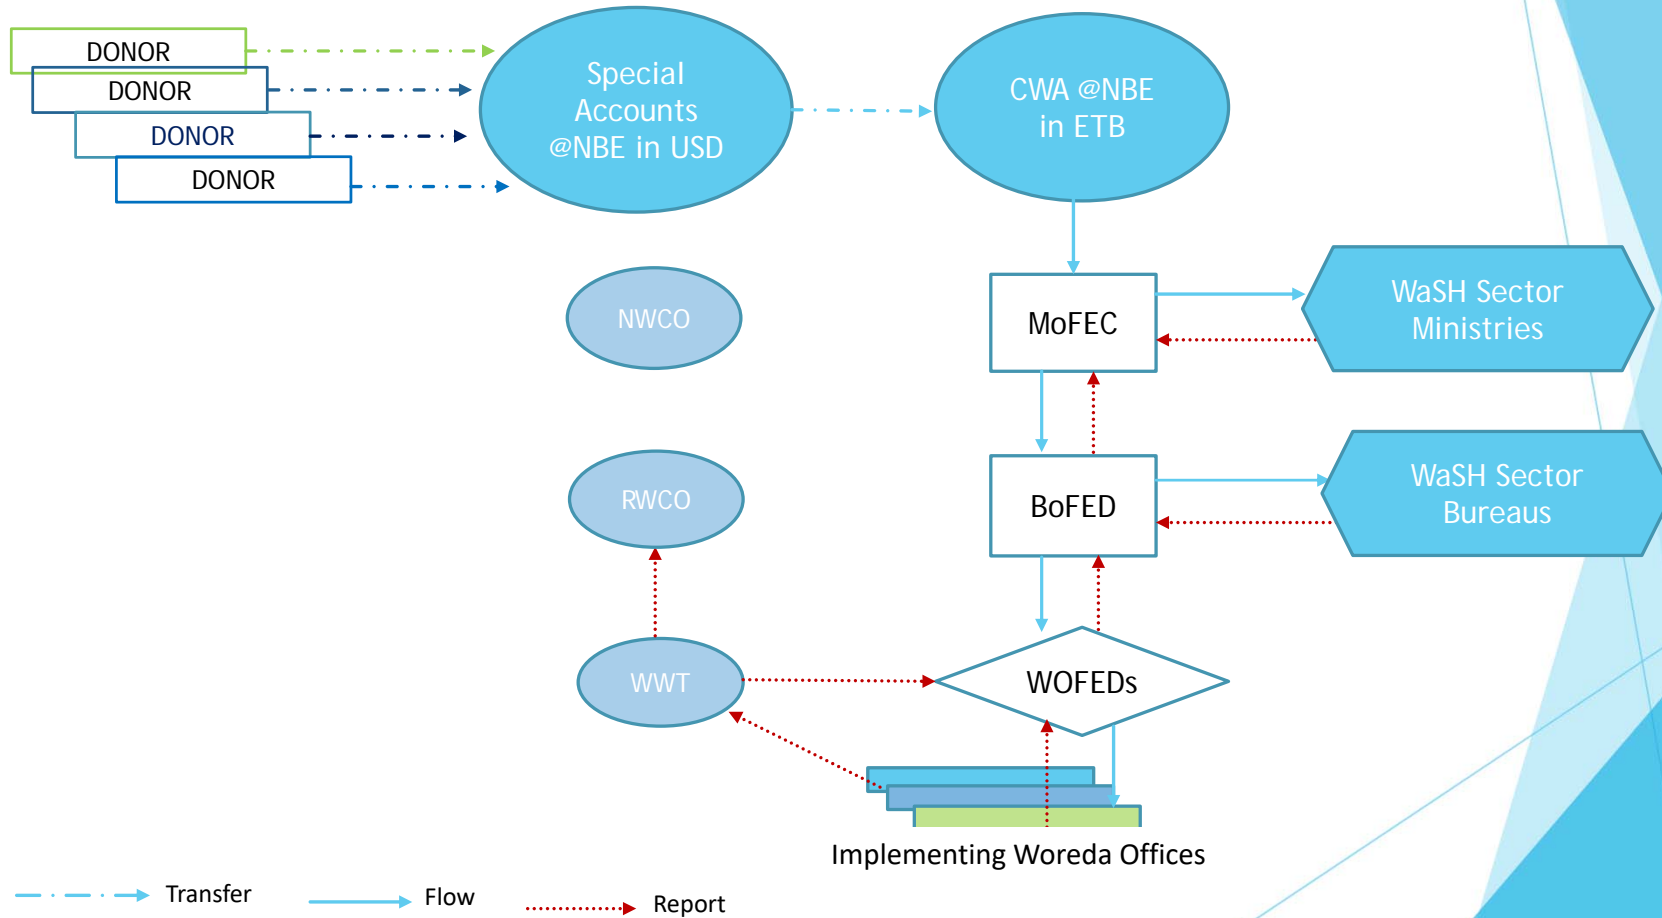 DONOR
DONOR
DONOR
DONOR
Special
Accounts
@NBE in USD
CWA @NBE
in ETB
NWCO
MoFEC
WaSH Sector
Ministries
RWCO
BoFED
WaSH Sector
Bureaus
WWT
WOFEDs
Implementing Woreda Offices
Transfer
Flow
Report